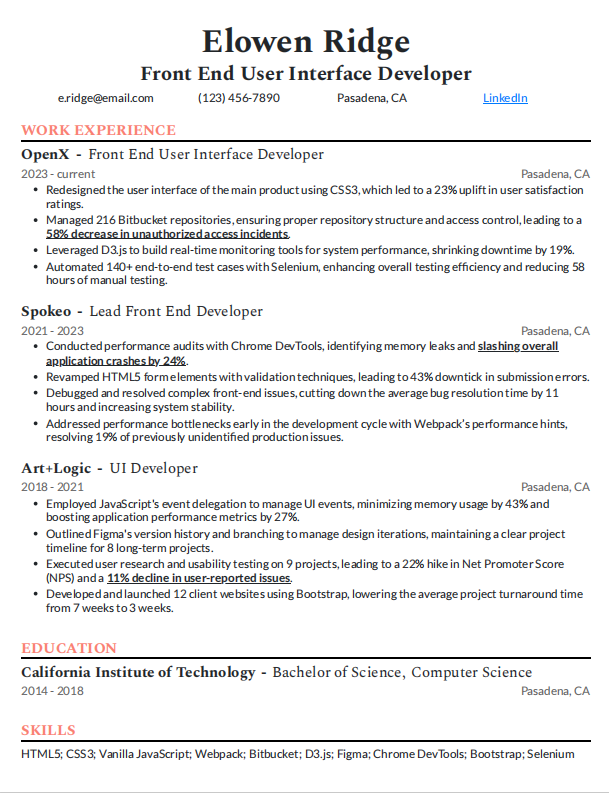 Elowen Ridge
Front End User Interface Developer
e.ridge@email.com (123) 456-7890 Pasadena, CA LinkedIn
WORK EXPERIENCE
OpenX - Front End User Interface Developer
2023 - current Pasadena, CA
• Redesigned the user interface of the main product using CSS3, which led to a 23% uplift in user satisfaction
ratings.
• Managed 216 Bitbucket repositories, ensuring proper repository structure and access control, leading to a
58% decrease in unauthorized access incidents.
• Leveraged D3.js to build real-time monitoring tools for system performance, shrinking downtime by 19%.
• Automated 140+ end-to-end test cases with Selenium, enhancing overall testing efficiency and reducing 58
hours of manual testing.
Spokeo - Lead Front End Developer
2021 - 2023 Pasadena, CA
• Conducted performance audits with Chrome DevTools, identifying memory leaks and slashing overall
application crashes by 24%.
• Revamped HTML5 form elements with validation techniques, leading to 43% downtick in submission errors.
• Debugged and resolved complex front-end issues, cutting down the average bug resolution time by 11
hours and increasing system stability.
• Addressed performance bottlenecks early in the development cycle with Webpack's performance hints,
resolving 19% of previously unidentified production issues.
Art+Logic - UI Developer
2018 - 2021 Pasadena, CA
• Employed JavaScript's event delegation to manage UI events, minimizing memory usage by 43% and
boosting application performance metrics by 27%.
• Outlined Figma's version history and branching to manage design iterations, maintaining a clear project
timeline for 8 long-term projects.
• Executed user research and usability testing on 9 projects, leading to a 22% hike in Net Promoter Score
(NPS) and a 11% decline in user-reported issues.
• Developed and launched 12 client websites using Bootstrap, lowering the average project turnaround time
from 7 weeks to 3 weeks.
EDUCATION
California Institute of Technology - Bachelor of Science, Computer Science
2014 - 2018 Pasadena, CA
SKILLS
HTML5; CSS3; Vanilla JavaScript; Webpack; Bitbucket; D3.js; Figma; Chrome DevTools; Bootstrap; Selenium